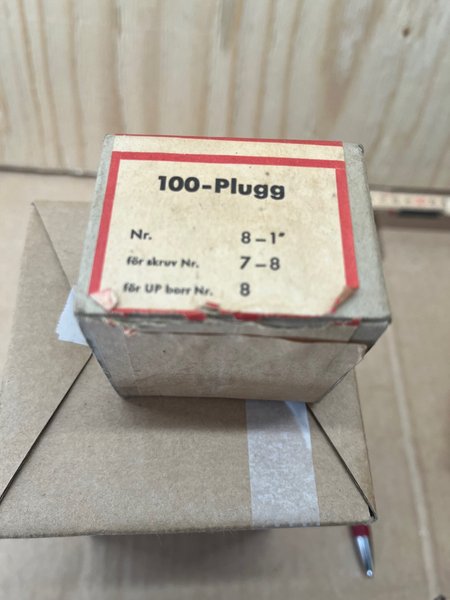 100-Plugg
Nr. 8-1"
för skruv Nr. 7-8
för UP borr Nr. 8